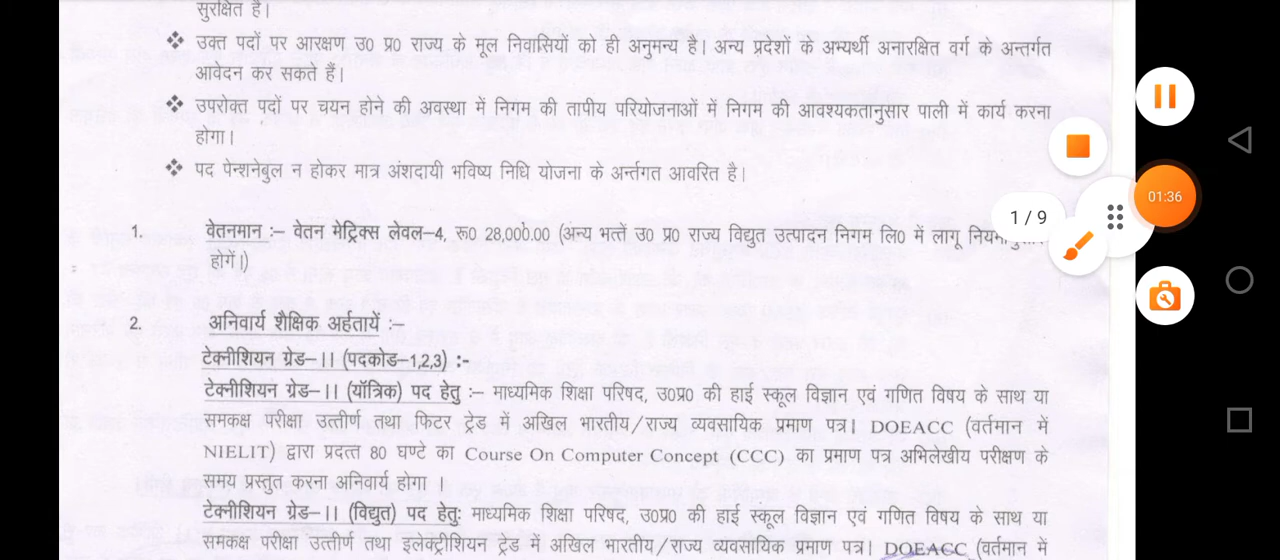 सुरक्षित है।
❖ उक्त पदों पर आरक्षण उ0 प्र0 राज्य के मूल निवासियों को ही अनुमन्य है। अन्य प्रदेशों के अभ्यर्थी अनारक्षित वर्ग के अन्तर्गत
आवेदन कर सकते हैं।
❖ उपरोक्त पदों पर चयन होने की अवस्था में निगम की तापीय परियोजनाओं में निगम की आवश्यकतानुसार पाली में कार्य करना
होगा।
❖ पद पेंन्शनेबुल न होकर मात्र अंशदायी भविष्य निधि योजना के अर्न्तगत आवरित है।
1. वेतनमान :– वेतन मेट्रिक्स लेवल–4, रू0 28,000.00 (अन्य भत्तें उ0 प्र0 राज्य विद्युत उत्पादन निगम लि0 में लागू
होगें।)
2. अनिवार्य शैक्षिक अर्हतायें :–
टेक्नीशियन ग्रेड–II (पदकोड–1,2,3) :-
टेक्नीशियन ग्रेड–II (यॉत्रिक) पद हेतु :– माध्यमिक शिक्षा परिषद, उ0प्र0 की हाई स्कूल विज्ञान एवं गणित विषय के साथ या
समकक्ष परीक्षा उत्तीर्ण तथा फिटर ट्रेड में अखिल भारतीय/राज्य व्यवसायिक प्रमाण पत्र। DOEACC (वर्तमान में
NIELIT) द्वारा प्रदत्त 80 घण्टे का Course On Computer Concept (CCC) का प्रमाण पत्र अभिलेखीय परीक्षण के
समय प्रस्तुत करना अनिवार्य होगा ।
टेक्नीशियन ग्रेड–II (विद्युत) पद हेतुः माध्यमिक शिक्षा परिषद, उ0प्र0 की हाई स्कूल विज्ञान एवं गणित विषय के साथ या
समकक्ष परीक्षा उत्तीर्ण तथा इलेक्ट्रीशियन ट्रेड में अखिल भारतीय/राज्य व्यवसायिक प्रमाण पत्र। DOEACC (वर्तमान में
1 / 9
01:36